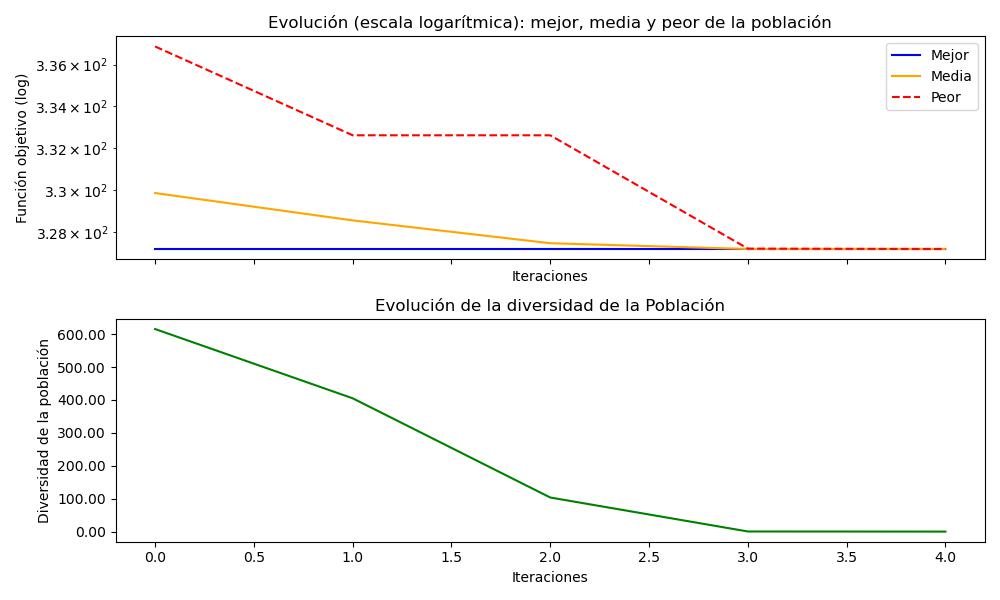 Evolución (escala logarítmica): mejor, media y peor de la población
Función objetivo (log)
3.36 × 10²
3.34 × 10²
3.32 × 10²
3.3 × 10²
3.28 × 10²
Mejor
Media
Peor
Iteraciones
Evolución de la diversidad de la Población
Diversidad de la población
600.00
500.00
400.00
300.00
200.00
100.00
0.00
0.0 0.5 1.0 1.5 2.0 2.5 3.0 3.5 4.0
Iteraciones